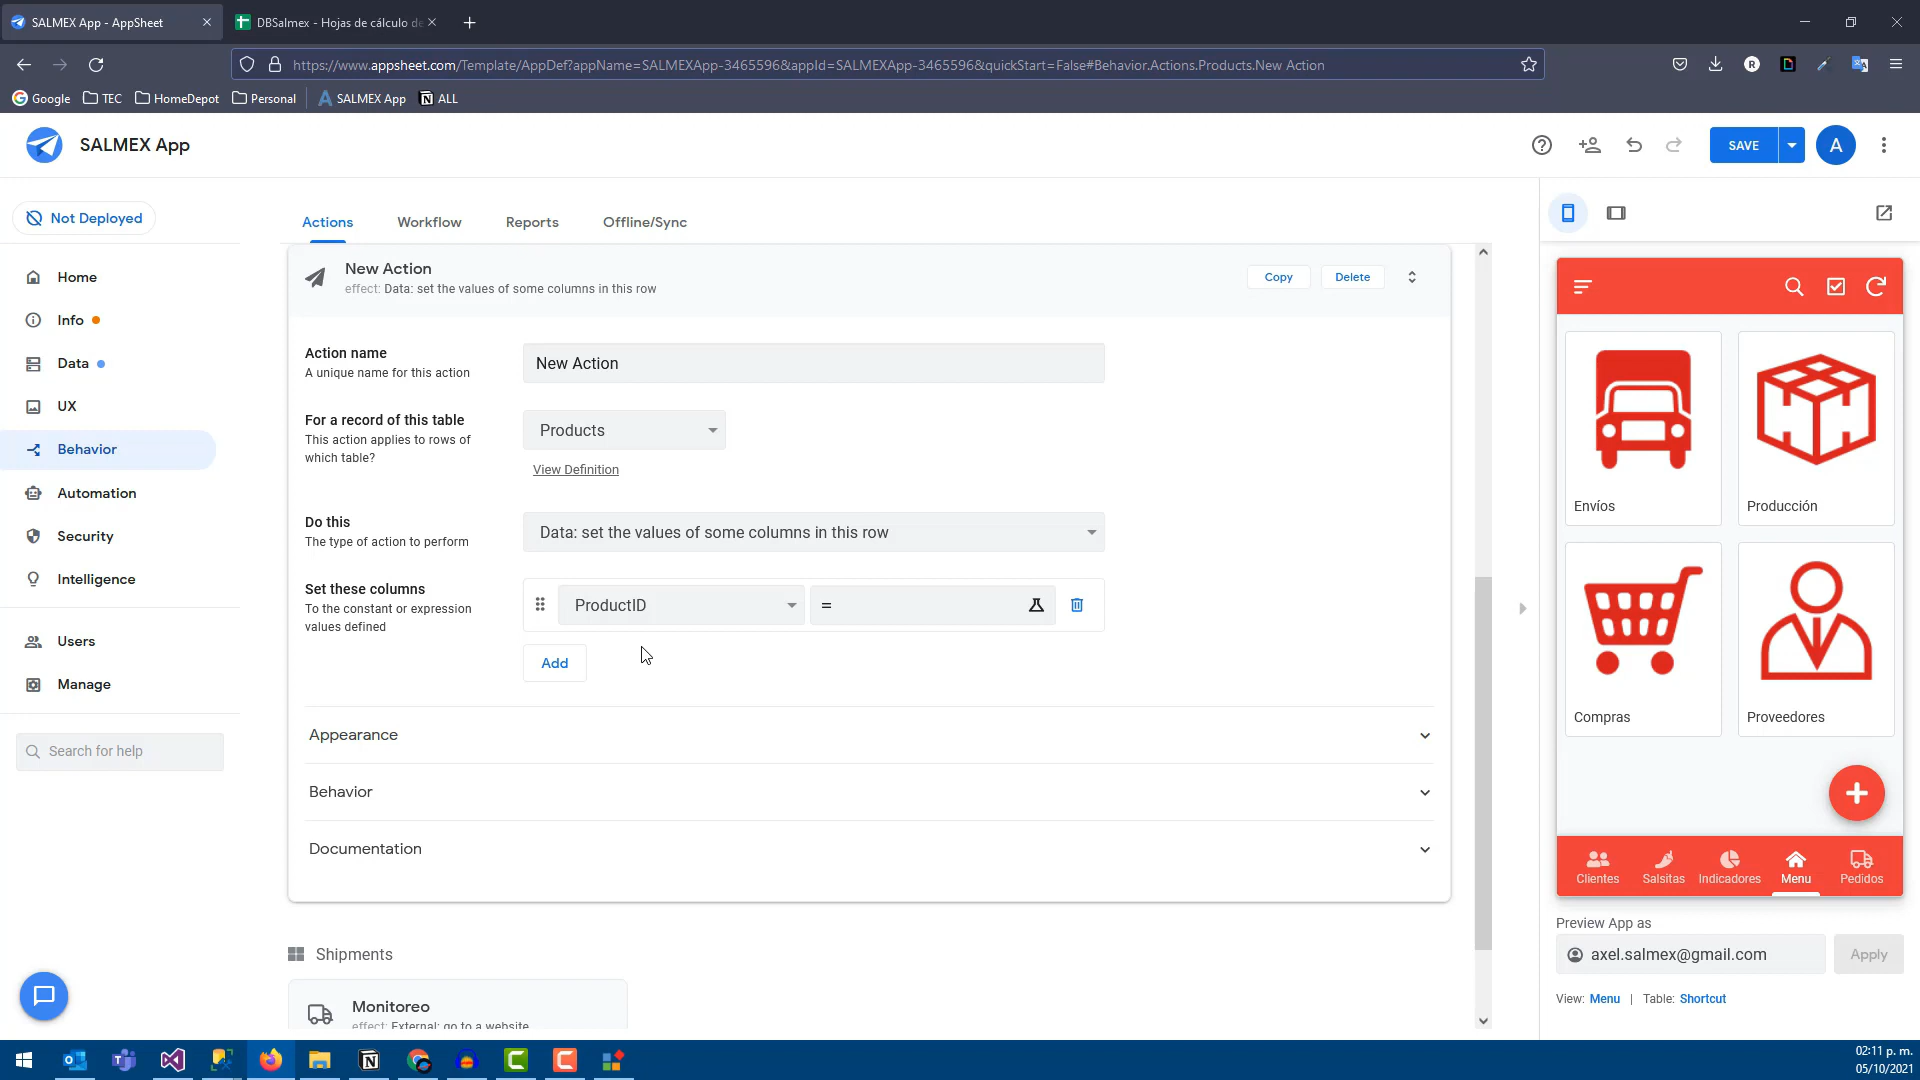 SALMEX App - AppSheet
DBSalmex - Hojas de cálculo de
https://www.appsheet.com/Template/AppDef?appName=SALMEXApp-3465596&appId=SALMEXApp-3465596&quickStart=False#Behavior.Actions.Products.New Action
Google TEC HomeDepot Personal SALMEX App ALL
SALMEX App
SAVE
A
Not Deployed
Home
Info
Data
UX
Behavior
Automation
Security
Intelligence
Users
Manage
Search for help
Actions Workflow Reports Offline/Sync
New Action
effect: Data: set the values of some columns in this row
Copy Delete
Action name
A unique name for this action
New Action
For a record of this table
This action applies to rows of
which table?
Products
View Definition
Do this
The type of action to perform
Data: set the values of some columns in this row
Set these columns
To the constant or expression
values defined
ProductID =
Add
Appearance
Behavior
Documentation
Shipments
Monitoreo
effect: External: go to a website
Envíos
Producción
Compras
Proveedores
Clientes Salsitas Indicadores Menu Pedidos
Preview App as
axel.salmex@gmail.com
Apply
View: Menu | Table: Shortcut
02:11 p. m.
05/10/2021